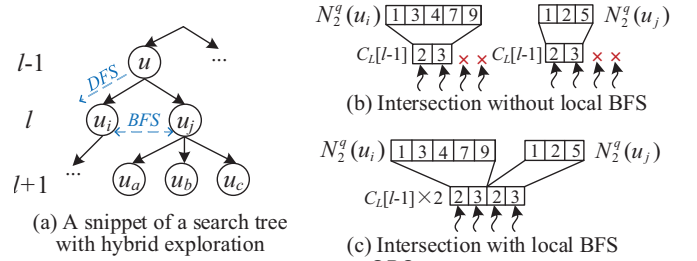 l-1
u
...
DFS
l
u_i
BFS
u_j
...
l+1
u_a
u_b
u_c
(a) A snippet of a search tree
with hybrid exploration
N_2^q(u_i) 1 3 4 7 9
C_L[l-1] 2 3 × ×
1 2 5 N_2^q(u_j)
C_L[l-1] 2 3 × ×
(b) Intersection without local BFS
N_2^q(u_i) 1 3 4 7 9
1 2 5 N_2^q(u_j)
C_L[l-1]×2 2 3 2 3
(c) Intersection with local BFS